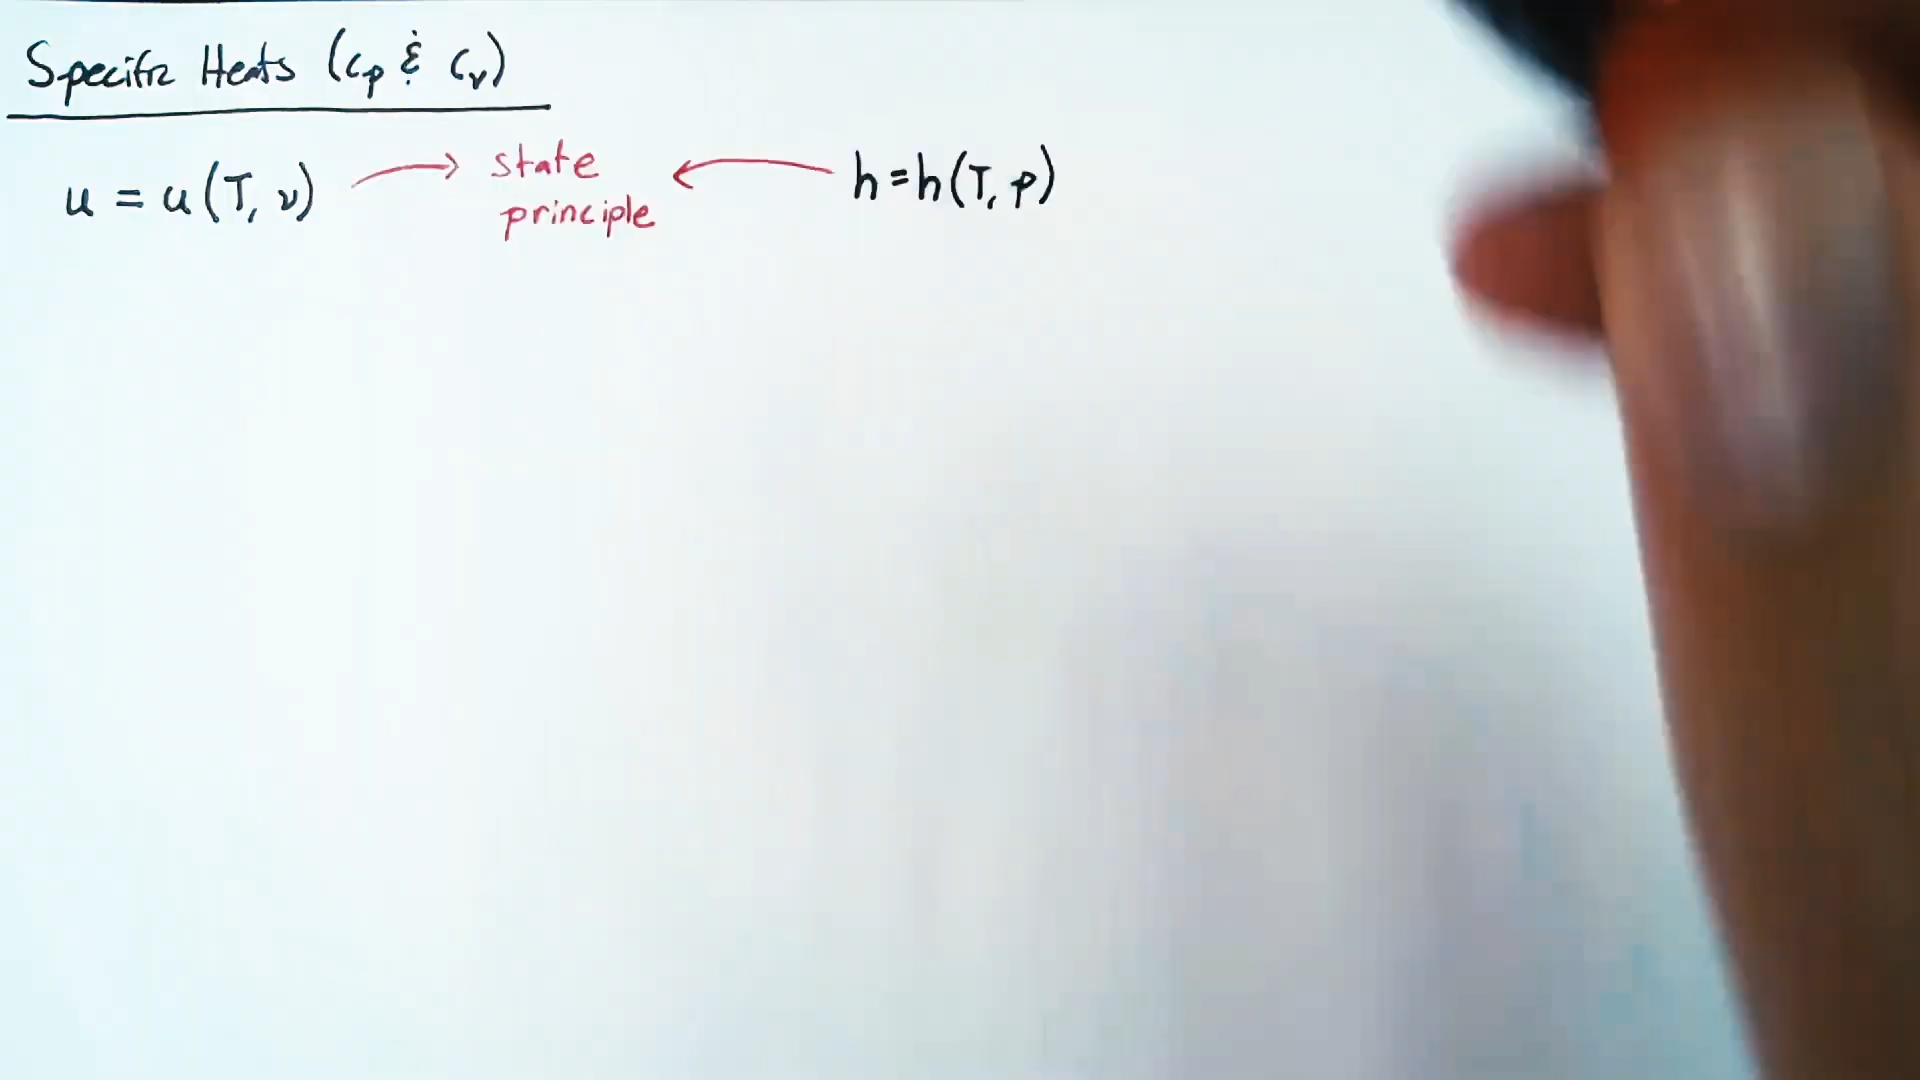 Specific Heats (cp & cv)
u = u(T, v)
state
principle
h = h(T, p)